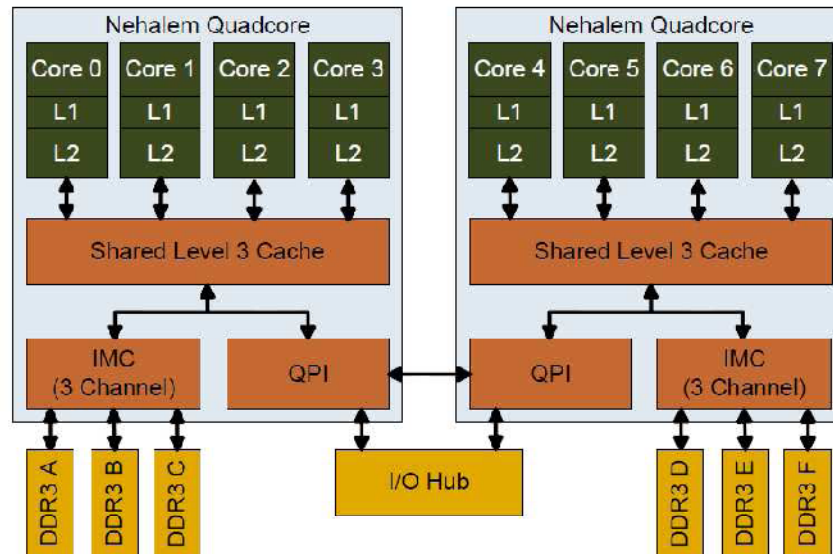 Nehalem Quadcore
Core 0 Core 1 Core 2 Core 3
L1 L1 L1 L1
L2 L2 L2 L2
Shared Level 3 Cache
IMC
(3 Channel)
QPI
DDR3 A
DDR3 B
DDR3 C
Nehalem Quadcore
Core 4 Core 5 Core 6 Core 7
L1 L1 L1 L1
L2 L2 L2 L2
Shared Level 3 Cache
QPI
IMC
(3 Channel)
I/O Hub
DDR3 D
DDR3 E
DDR3 F